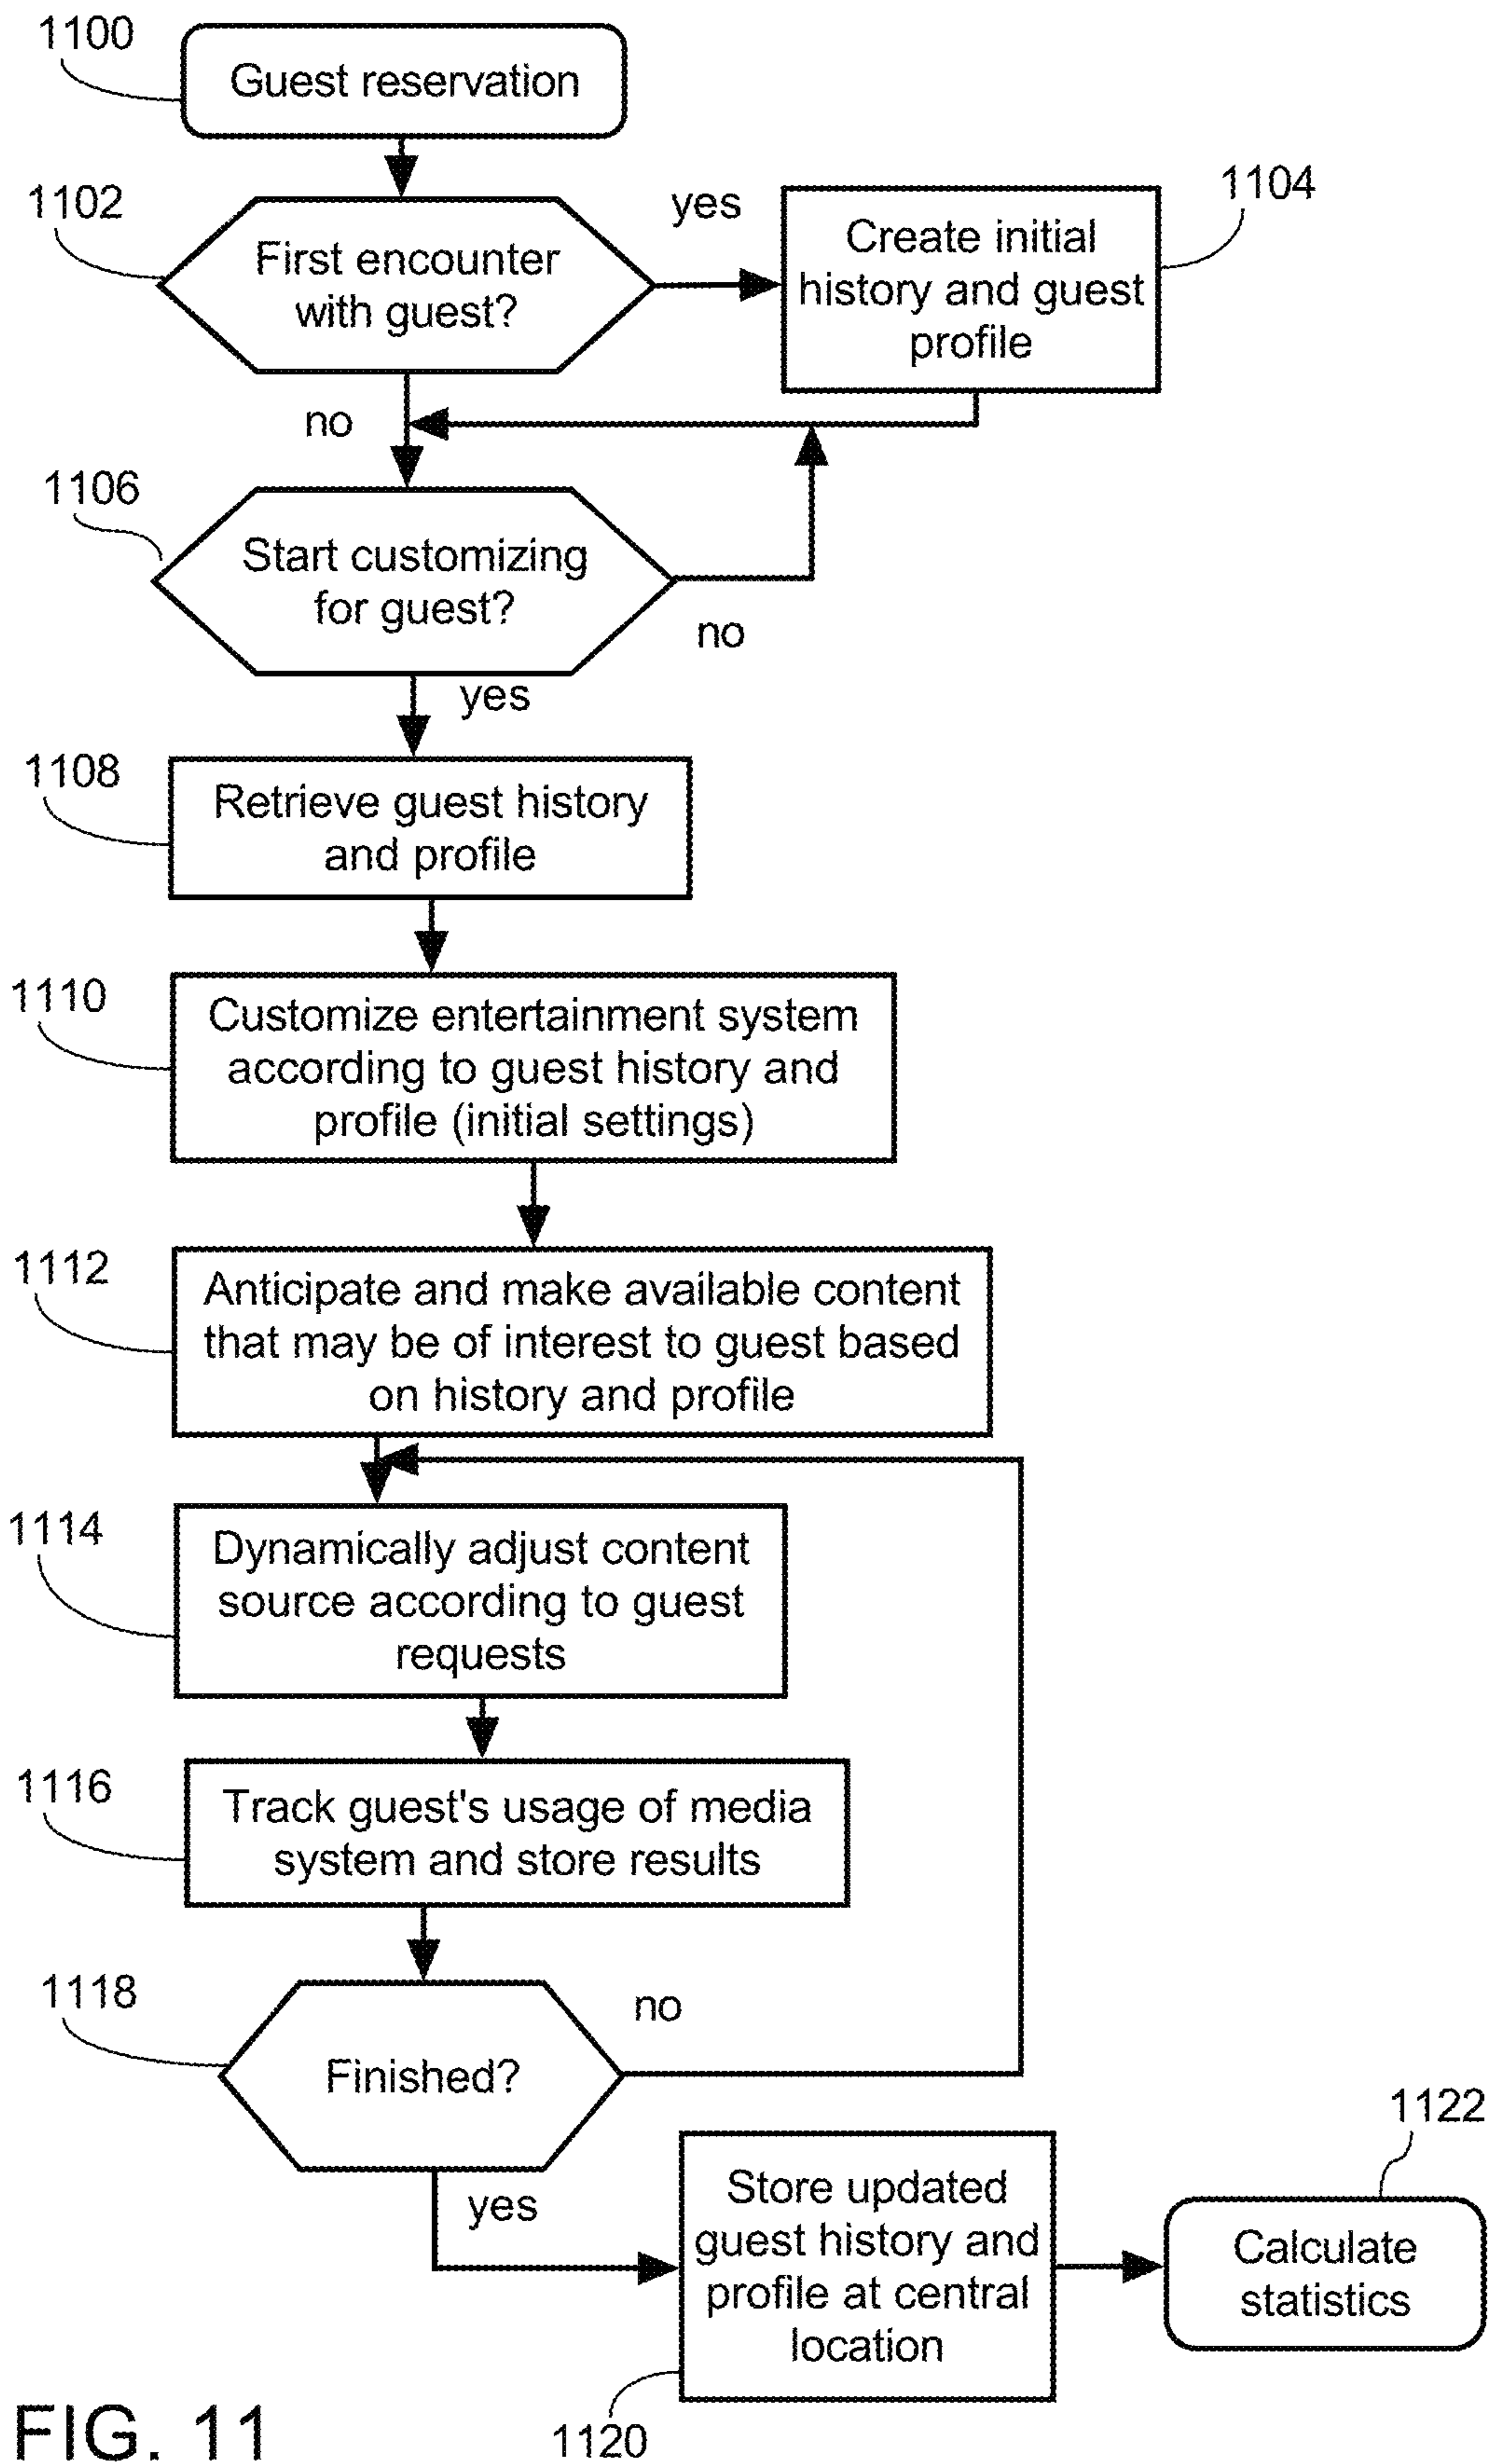 1100
Guest reservation
1102
First encounter
with guest?
yes
1104
Create initial
history and guest
profile
no
1106
Start customizing
for guest?
no
yes
1108
Retrieve guest history
and profile
1110
Customize entertainment system
according to guest history and
profile (initial settings)
1112
Anticipate and make available content
that may be of interest to guest based
on history and profile
1114
Dynamically adjust content
source according to guest
requests
1116
Track guest's usage of media
system and store results
1118
Finished?
no
yes
Store updated
guest history and
profile at central
location
1120
1122
Calculate
statistics
FIG. 11